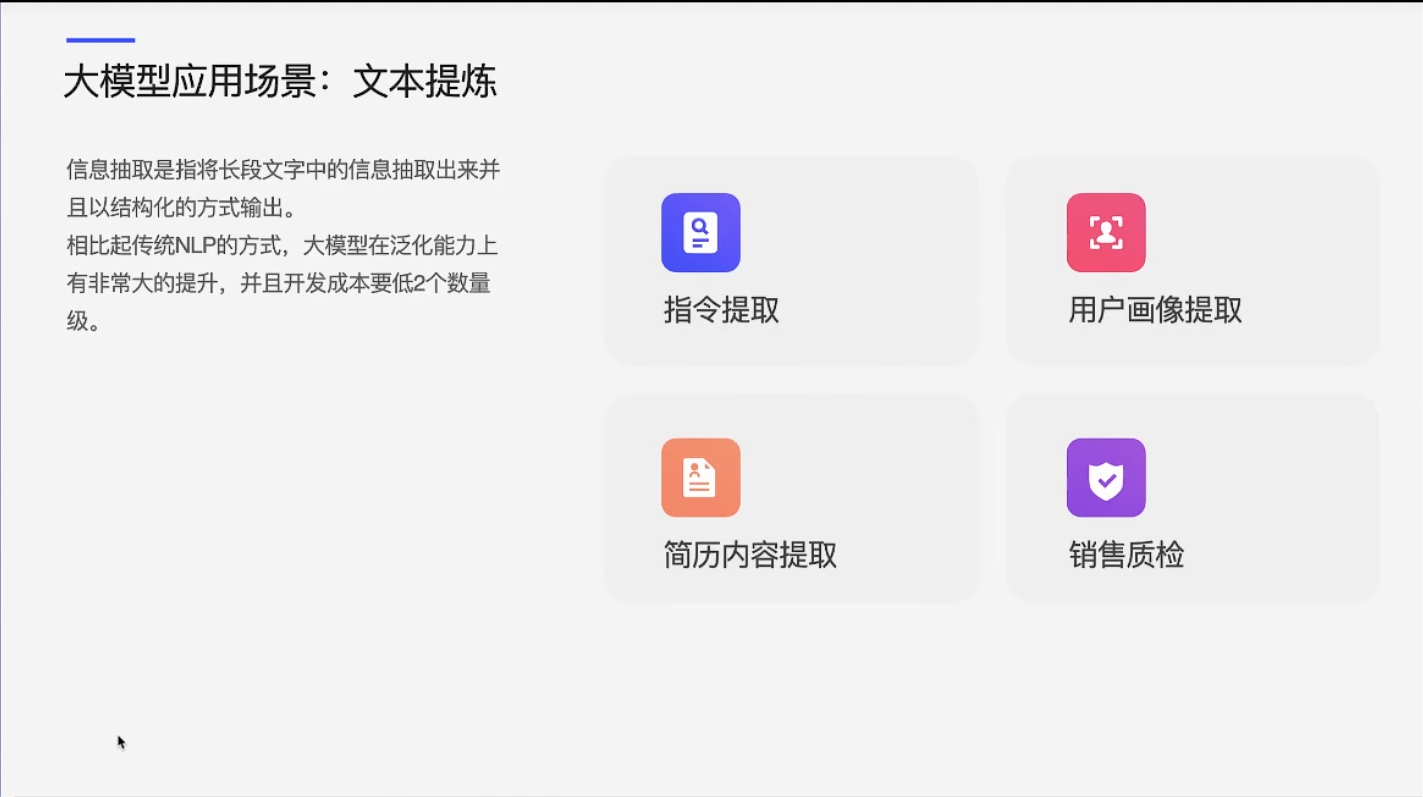 大模型应用场景：文本提炼
信息抽取是指将长段文字中的信息抽取出来并
且以结构化的方式输出。
相比起传统NLP的方式，大模型在泛化能力上
有非常大的提升，并且开发成本要低2个数量
级。
指令提取
用户画像提取
简历内容提取
销售质检